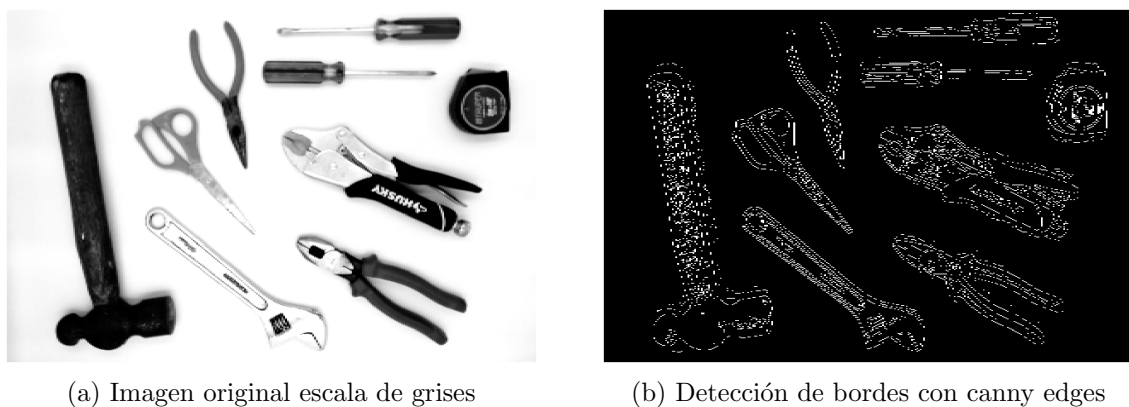 HUSKY
(a) Imagen original escala de grises
(b) Detección de bordes con canny edges